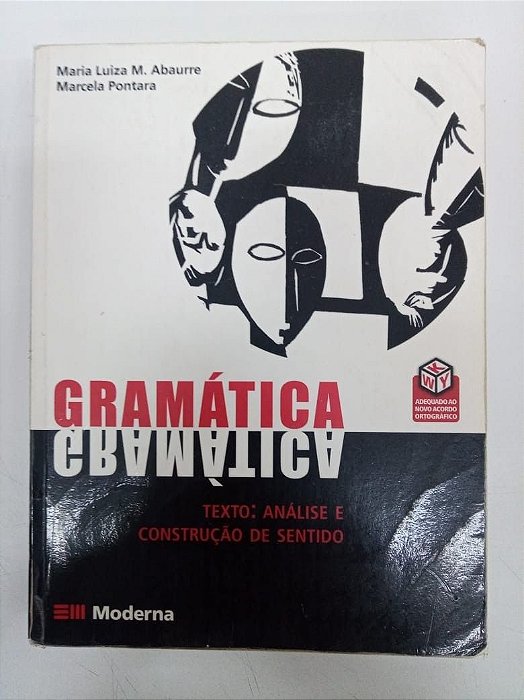 Maria Luiza M. Abaurre
Marcela Pontara
K
W Y
ADEQUADO AO
NOVO ACORDO
ORTOGRÁFICO
GRAMÁTICA
GRAMÁTICA
TEXTO: ANÁLISE E
CONSTRUÇÃO DE SENTIDO
Moderna